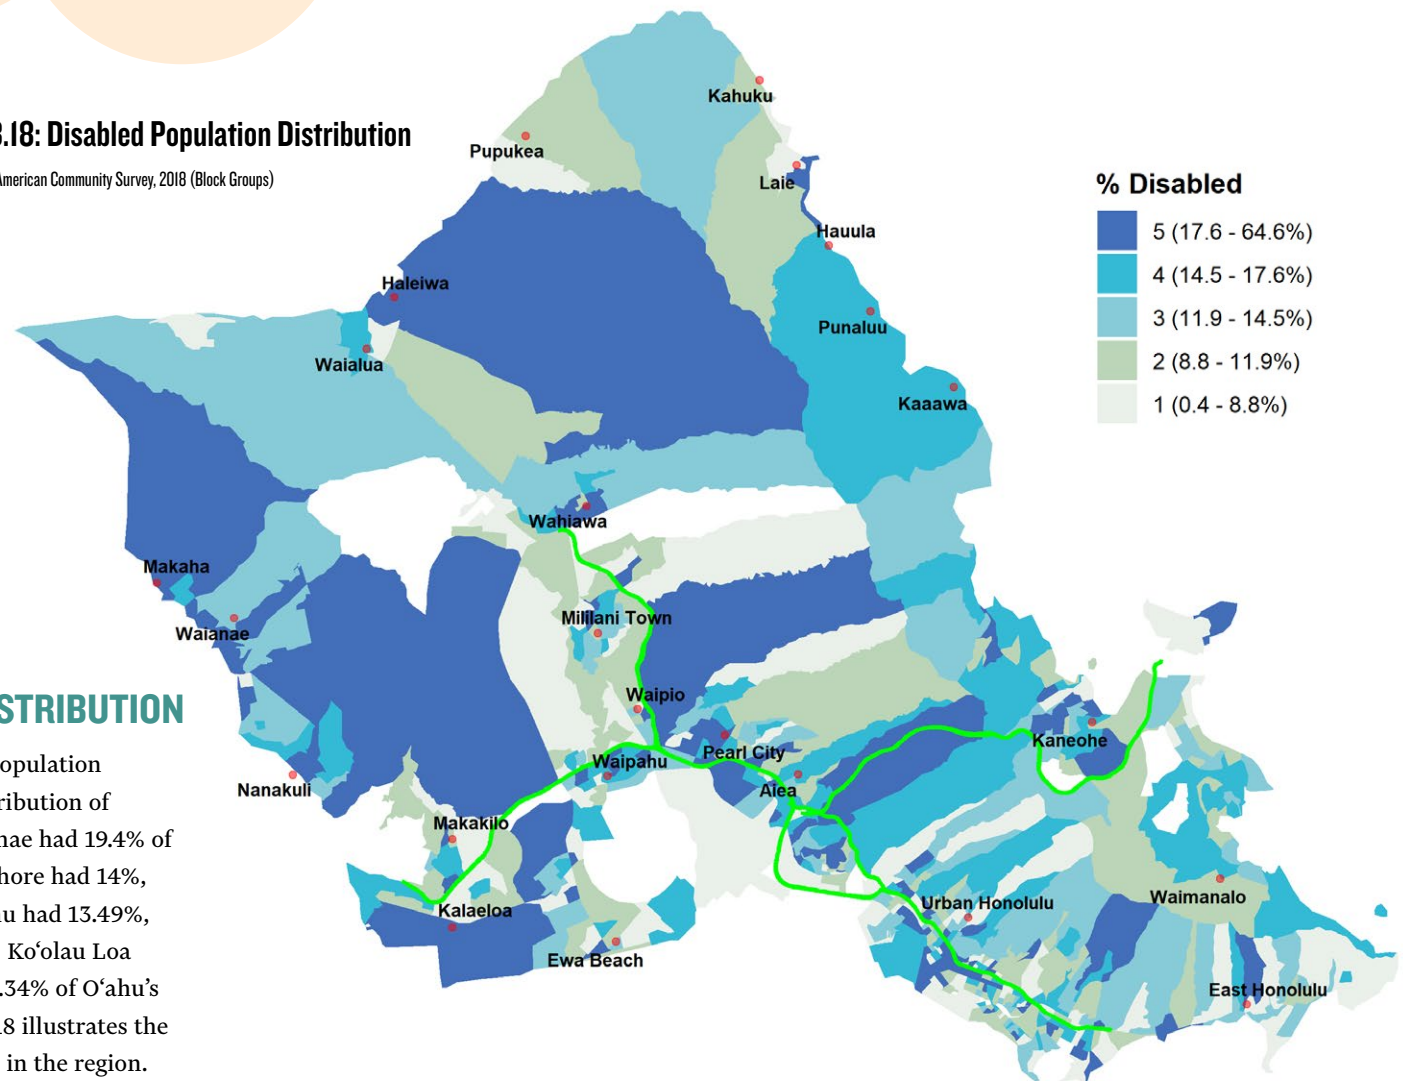 3.18: Disabled Population Distribution
American Community Survey, 2018 (Block Groups)
Kahuku
Pupukea
Laie
Hauula
Haleiwa
Punaluu
Waialua
Kaaawa
% Disabled
5 (17.6 - 64.6%)
4 (14.5 - 17.6%)
3 (11.9 - 14.5%)
2 (8.8 - 11.9%)
1 (0.4 - 8.8%)
Wahiawa
Makaha
Waianae
Mililani Town
Waipio
Kaneohe
Pearl City
Waipahu
Aiea
Nanakuli
Makakilo
Kalaeloa
Ewa Beach
Urban Honolulu
Waimanalo
East Honolulu
STRIBUTION
opulation
ribution of
nae had 19.4% of
hore had 14%,
u had 13.49%,
Koʻolau Loa
.34% of Oʻahu’s
18 illustrates the
in the region.